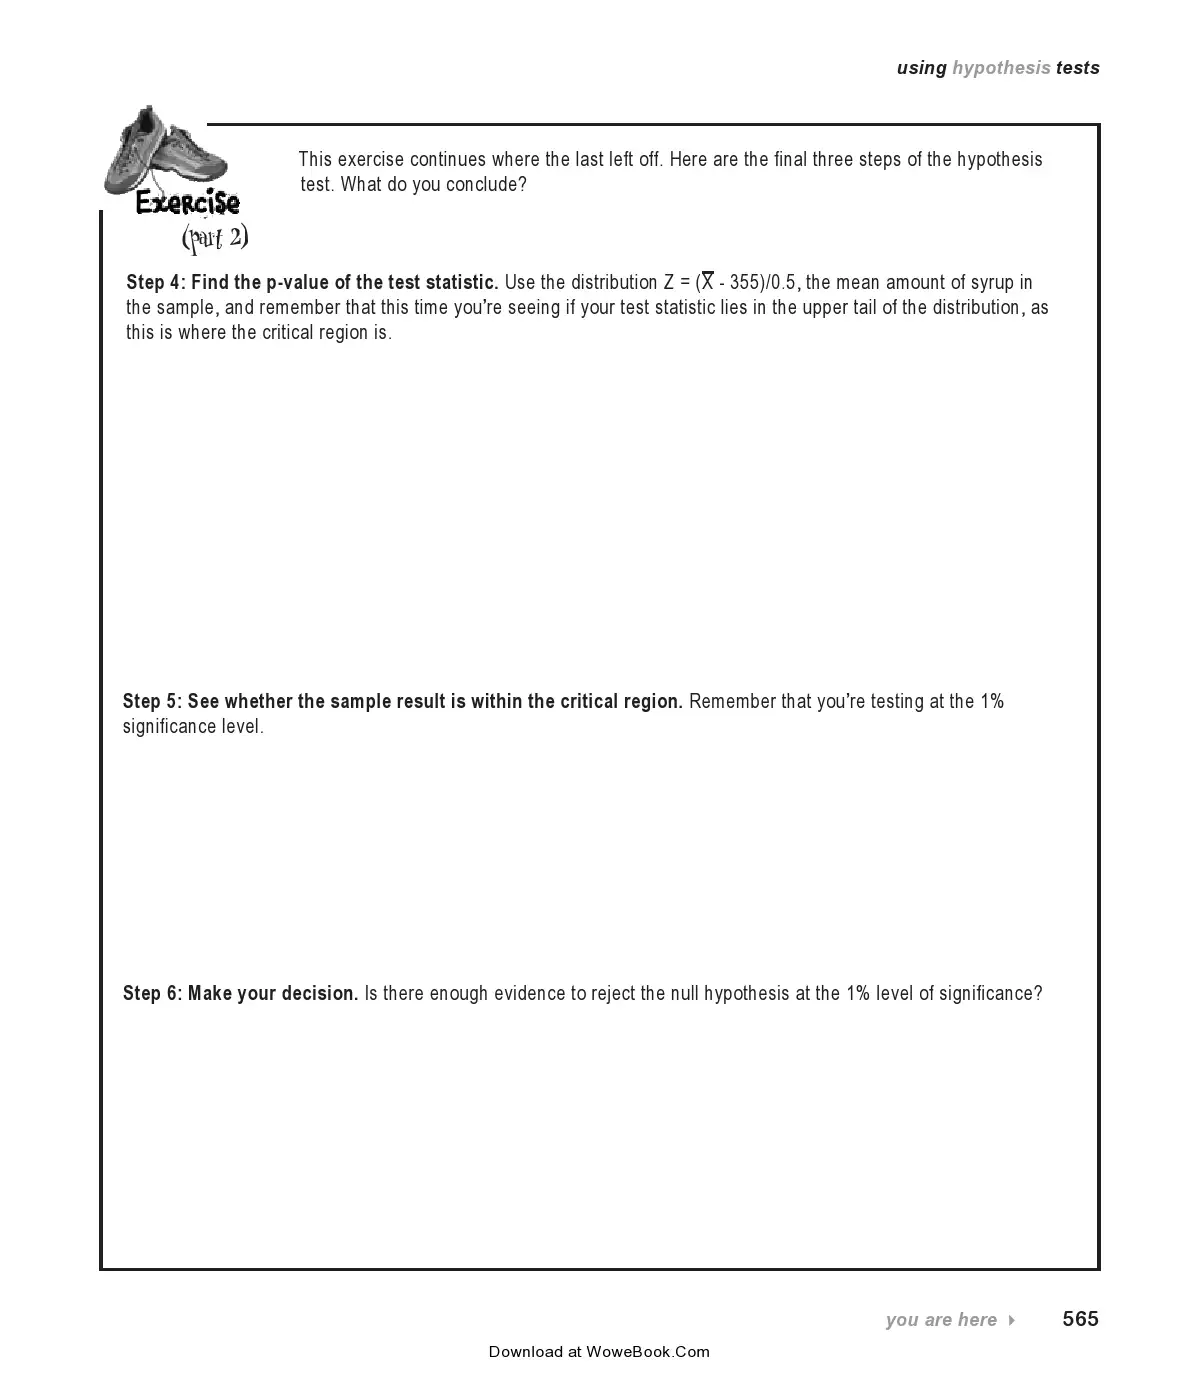 using hypothesis tests
This exercise continues where the last left off. Here are the final three steps of the hypothesis
test. What do you conclude?
Exercise
(part 2)
Step 4: Find the p-value of the test statistic. Use the distribution Z = (X̅ - 355)/0.5, the mean amount of syrup in
the sample, and remember that this time you’re seeing if your test statistic lies in the upper tail of the distribution, as
this is where the critical region is.
Step 5: See whether the sample result is within the critical region. Remember that you’re testing at the 1%
significance level.
Step 6: Make your decision. Is there enough evidence to reject the null hypothesis at the 1% level of significance?
you are here ▸ 565
Download at WoweBook.Com